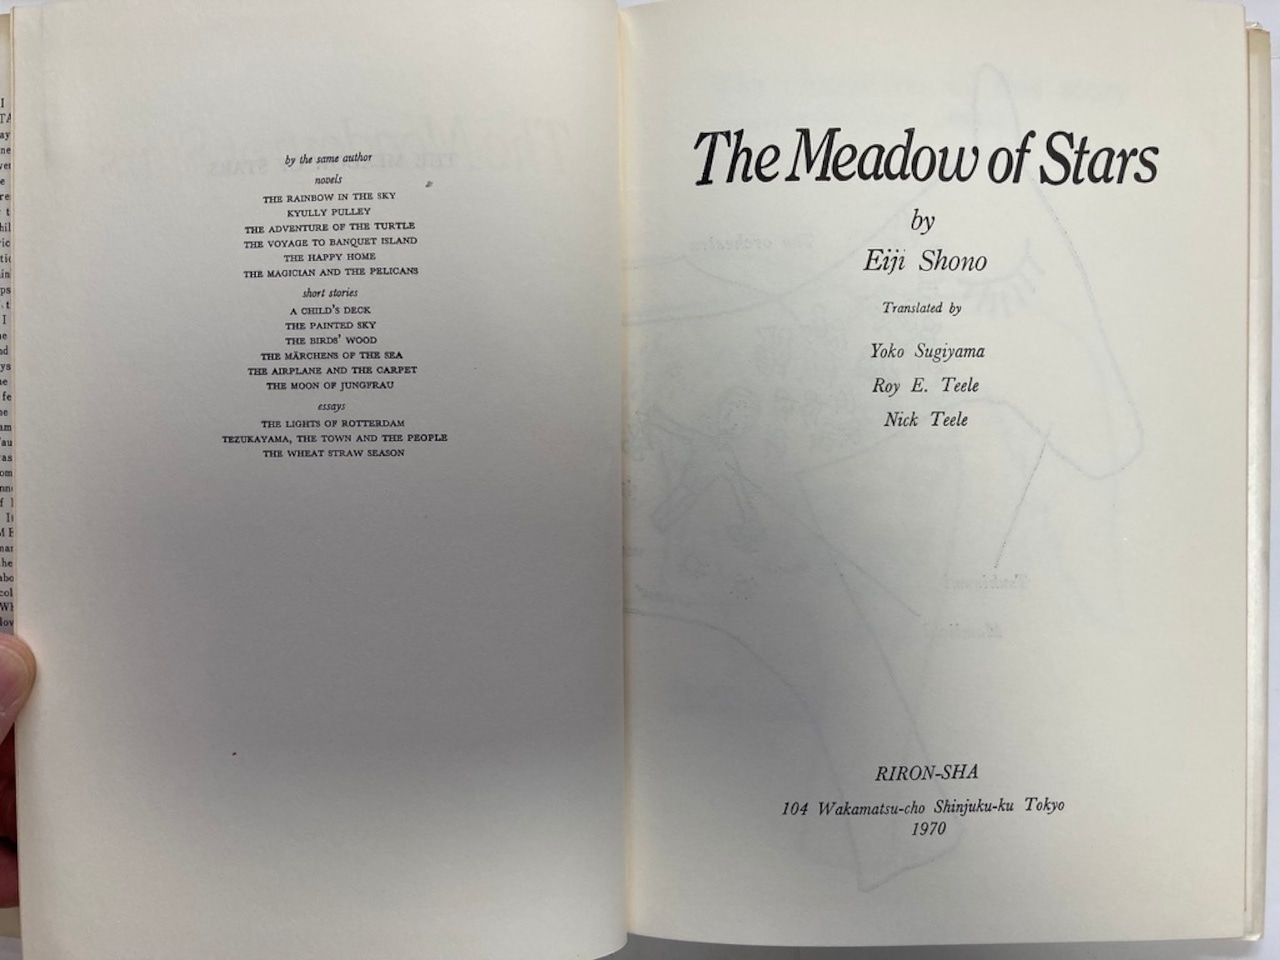 by the same author
novels
THE RAINBOW IN THE SKY
KYULLY PULLEY
THE ADVENTURE OF THE TURTLE
THE VOYAGE TO BANQUET ISLAND
THE HAPPY HOME
THE MAGICIAN AND THE PELICANS
short stories
A CHILD'S DECK
THE PAINTED SKY
THE BIRDS' WOOD
THE MÄRCHENS OF THE SEA
THE AIRPLANE AND THE CARPET
THE MOON OF JUNGFRAU
essays
THE LIGHTS OF ROTTERDAM
TEZUKAYAMA, THE TOWN AND THE PEOPLE
THE WHEAT STRAW SEASON
The Meadow of Stars
by
Eiji Shono
Translated by
Yoko Sugiyama
Roy E. Teele
Nick Teele
RIRON-SHA
104 Wakamatsu-cho Shinjuku-ku Tokyo
1970